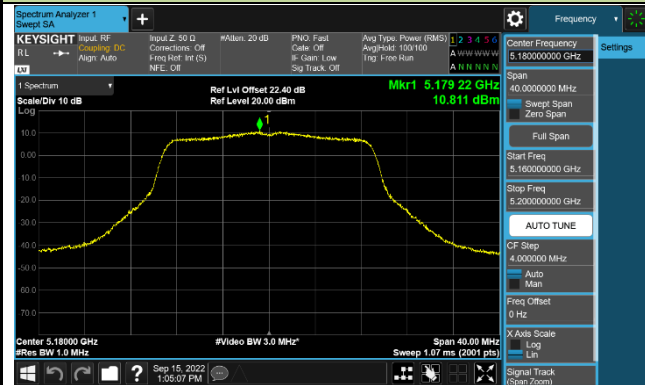 Spectrum Analyzer 1
Swept SA
+
Frequency
KEYSIGHT
RL
LXI
Input: RF
Coupling: DC
Align: Auto
Input Z: 50 Ω
Corrections: Off
Freq Ref: Int (S)
NFE: Off
#Atten: 20 dB
PNO: Fast
Gate: Off
IF Gain: Low
Sig Track: Off
Avg Type: Power (RMS)
Avg|Hold: 100/100
Trig: Free Run
1 2 3 4 5 6
A W W W W W
A N N N N N
1 Spectrum
Scale/Div 10 dB
Log
Ref Lvl Offset 22.40 dB
Ref Level 20.00 dBm
Mkr1 5.179 22 GHz
10.811 dBm
1
10.0
0.00
-10.0
-20.0
-30.0
-40.0
-50.0
-60.0
-70.0
Center 5.18000 GHz
#Res BW 1.0 MHz
#Video BW 3.0 MHz*
Span 40.00 MHz
Sweep 1.07 ms (2001 pts)
Center Frequency
5.180000000 GHz
Settings
Span
40.0000000 MHz
Swept Span
Zero Span
Full Span
Start Freq
5.160000000 GHz
Stop Freq
5.200000000 GHz
AUTO TUNE
CF Step
4.000000 MHz
Auto
Man
Freq Offset
0 Hz
X Axis Scale
Log
Lin
Signal Track
(Span Zoom)
?
Sep 15, 2022
1:05:07 PM